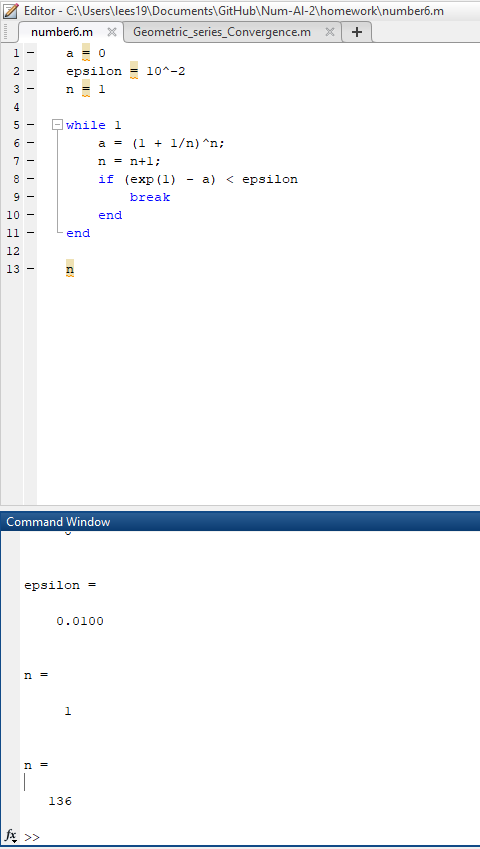 Editor - C:\Users\lees19\Documents\GitHub\Num-Al-2\homework\number6.m
number6.m × Geometric_series_Convergence.m × +
1 - a = 0
2 - epsilon = 10^-2
3 - n = 1
4
5 - while 1
6 - a = (1 + 1/n)^n;
7 - n = n+1;
8 - if (exp(1) - a) < epsilon
9 - break
10 - end
11 - end
12
13 - n
Command Window
epsilon =
0.0100
n =
1
n =
136
fx >>